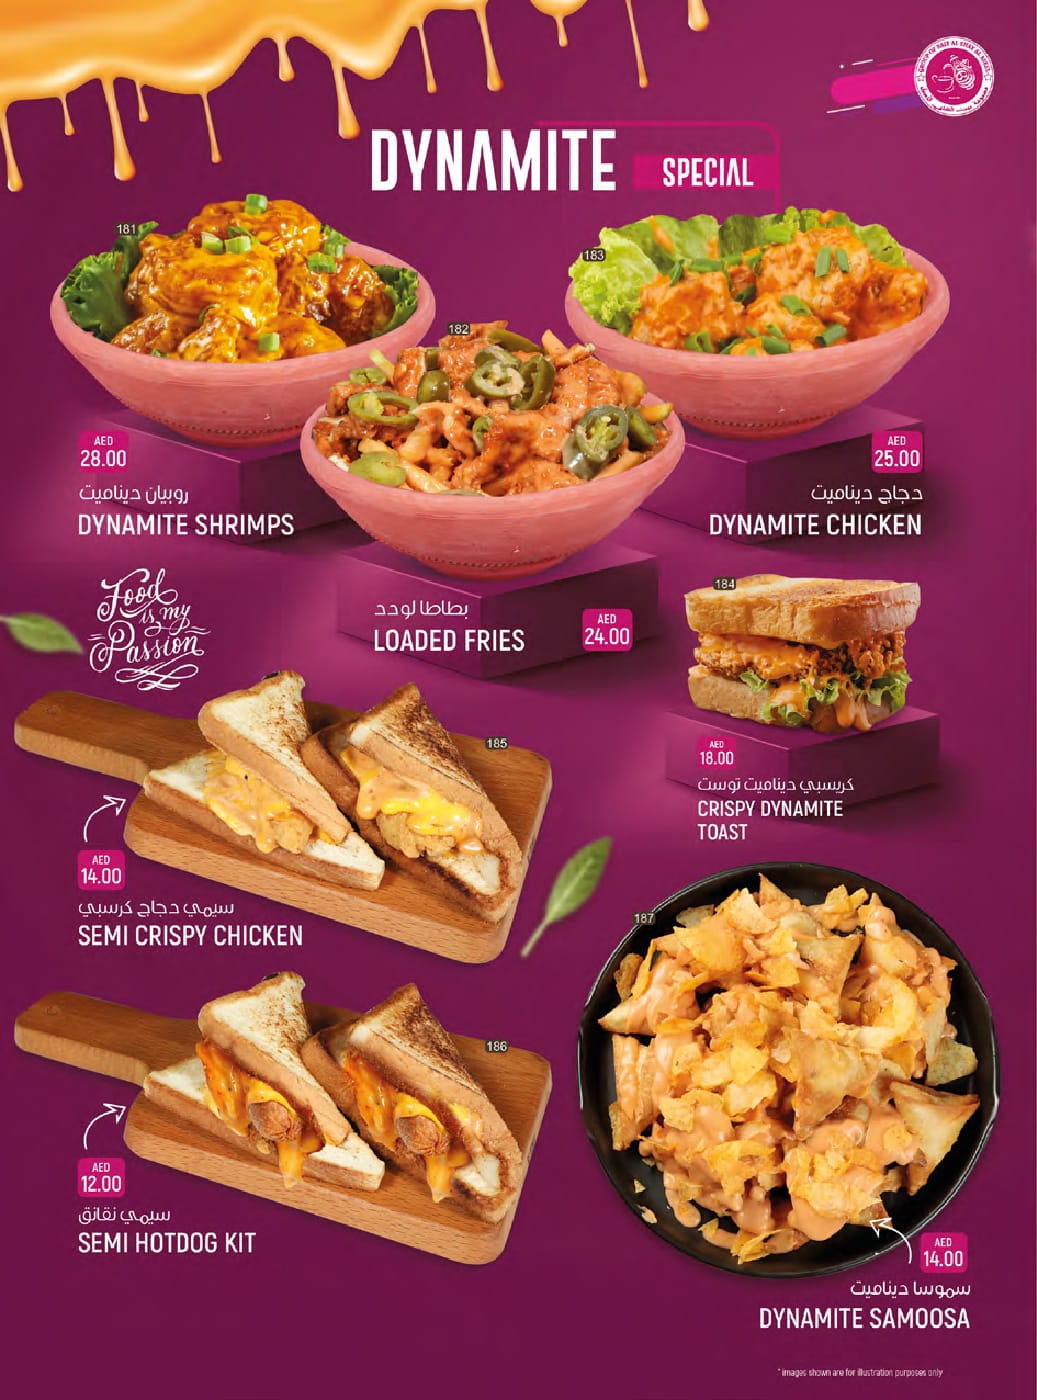 DYNAMITE
SPECIAL
181
183
182
AED
28.00
روبيان ديناميت
DYNAMITE SHRIMPS
AED
25.00
دجاج ديناميت
DYNAMITE CHICKEN
Food
is my
Passion
بطاطا لودد
LOADED FRIES
AED
24.00
184
AED
18.00
كريسبي ديناميت توست
CRISPY DYNAMITE
TOAST
185
AED
14.00
سيمي دجاج كرسبي
SEMI CRISPY CHICKEN
186
AED
12.00
سيمي نقانق
SEMI HOTDOG KIT
187
AED
14.00
سموسا ديناميت
DYNAMITE SAMOOSA
* images shown are for illustration purposes only